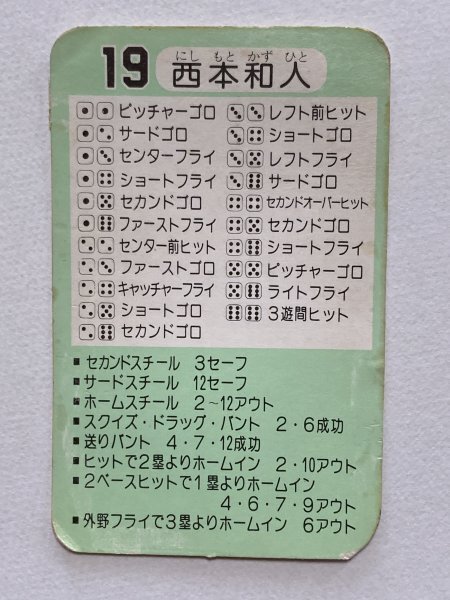 19 西本和人
にし もと かず ひと
ピッチャーゴロ
サードゴロ
センターフライ
ショートフライ
セカンドゴロ
ファーストフライ
センター前ヒット
ファーストゴロ
キャッチャーフライ
ショートゴロ
セカンドゴロ
レフト前ヒット
ショートゴロ
レフトフライ
サードゴロ
セカンドオーバーヒット
セカンドゴロ
ショートフライ
ピッチャーゴロ
ライトフライ
3遊間ヒット
■ セカンドスチール 3セーフ
■ サードスチール 12セーフ
■ ホームスチール 2~12アウト
■ スクイズ・ドラッグ・バント 2・6成功
■ 送りバント 4・7・12成功
■ ヒットで2塁よりホームイン 2・10アウト
■ 2ベースヒットで1塁よりホームイン
4・6・7・9アウト
■ 外野フライで3塁よりホームイン 6アウト